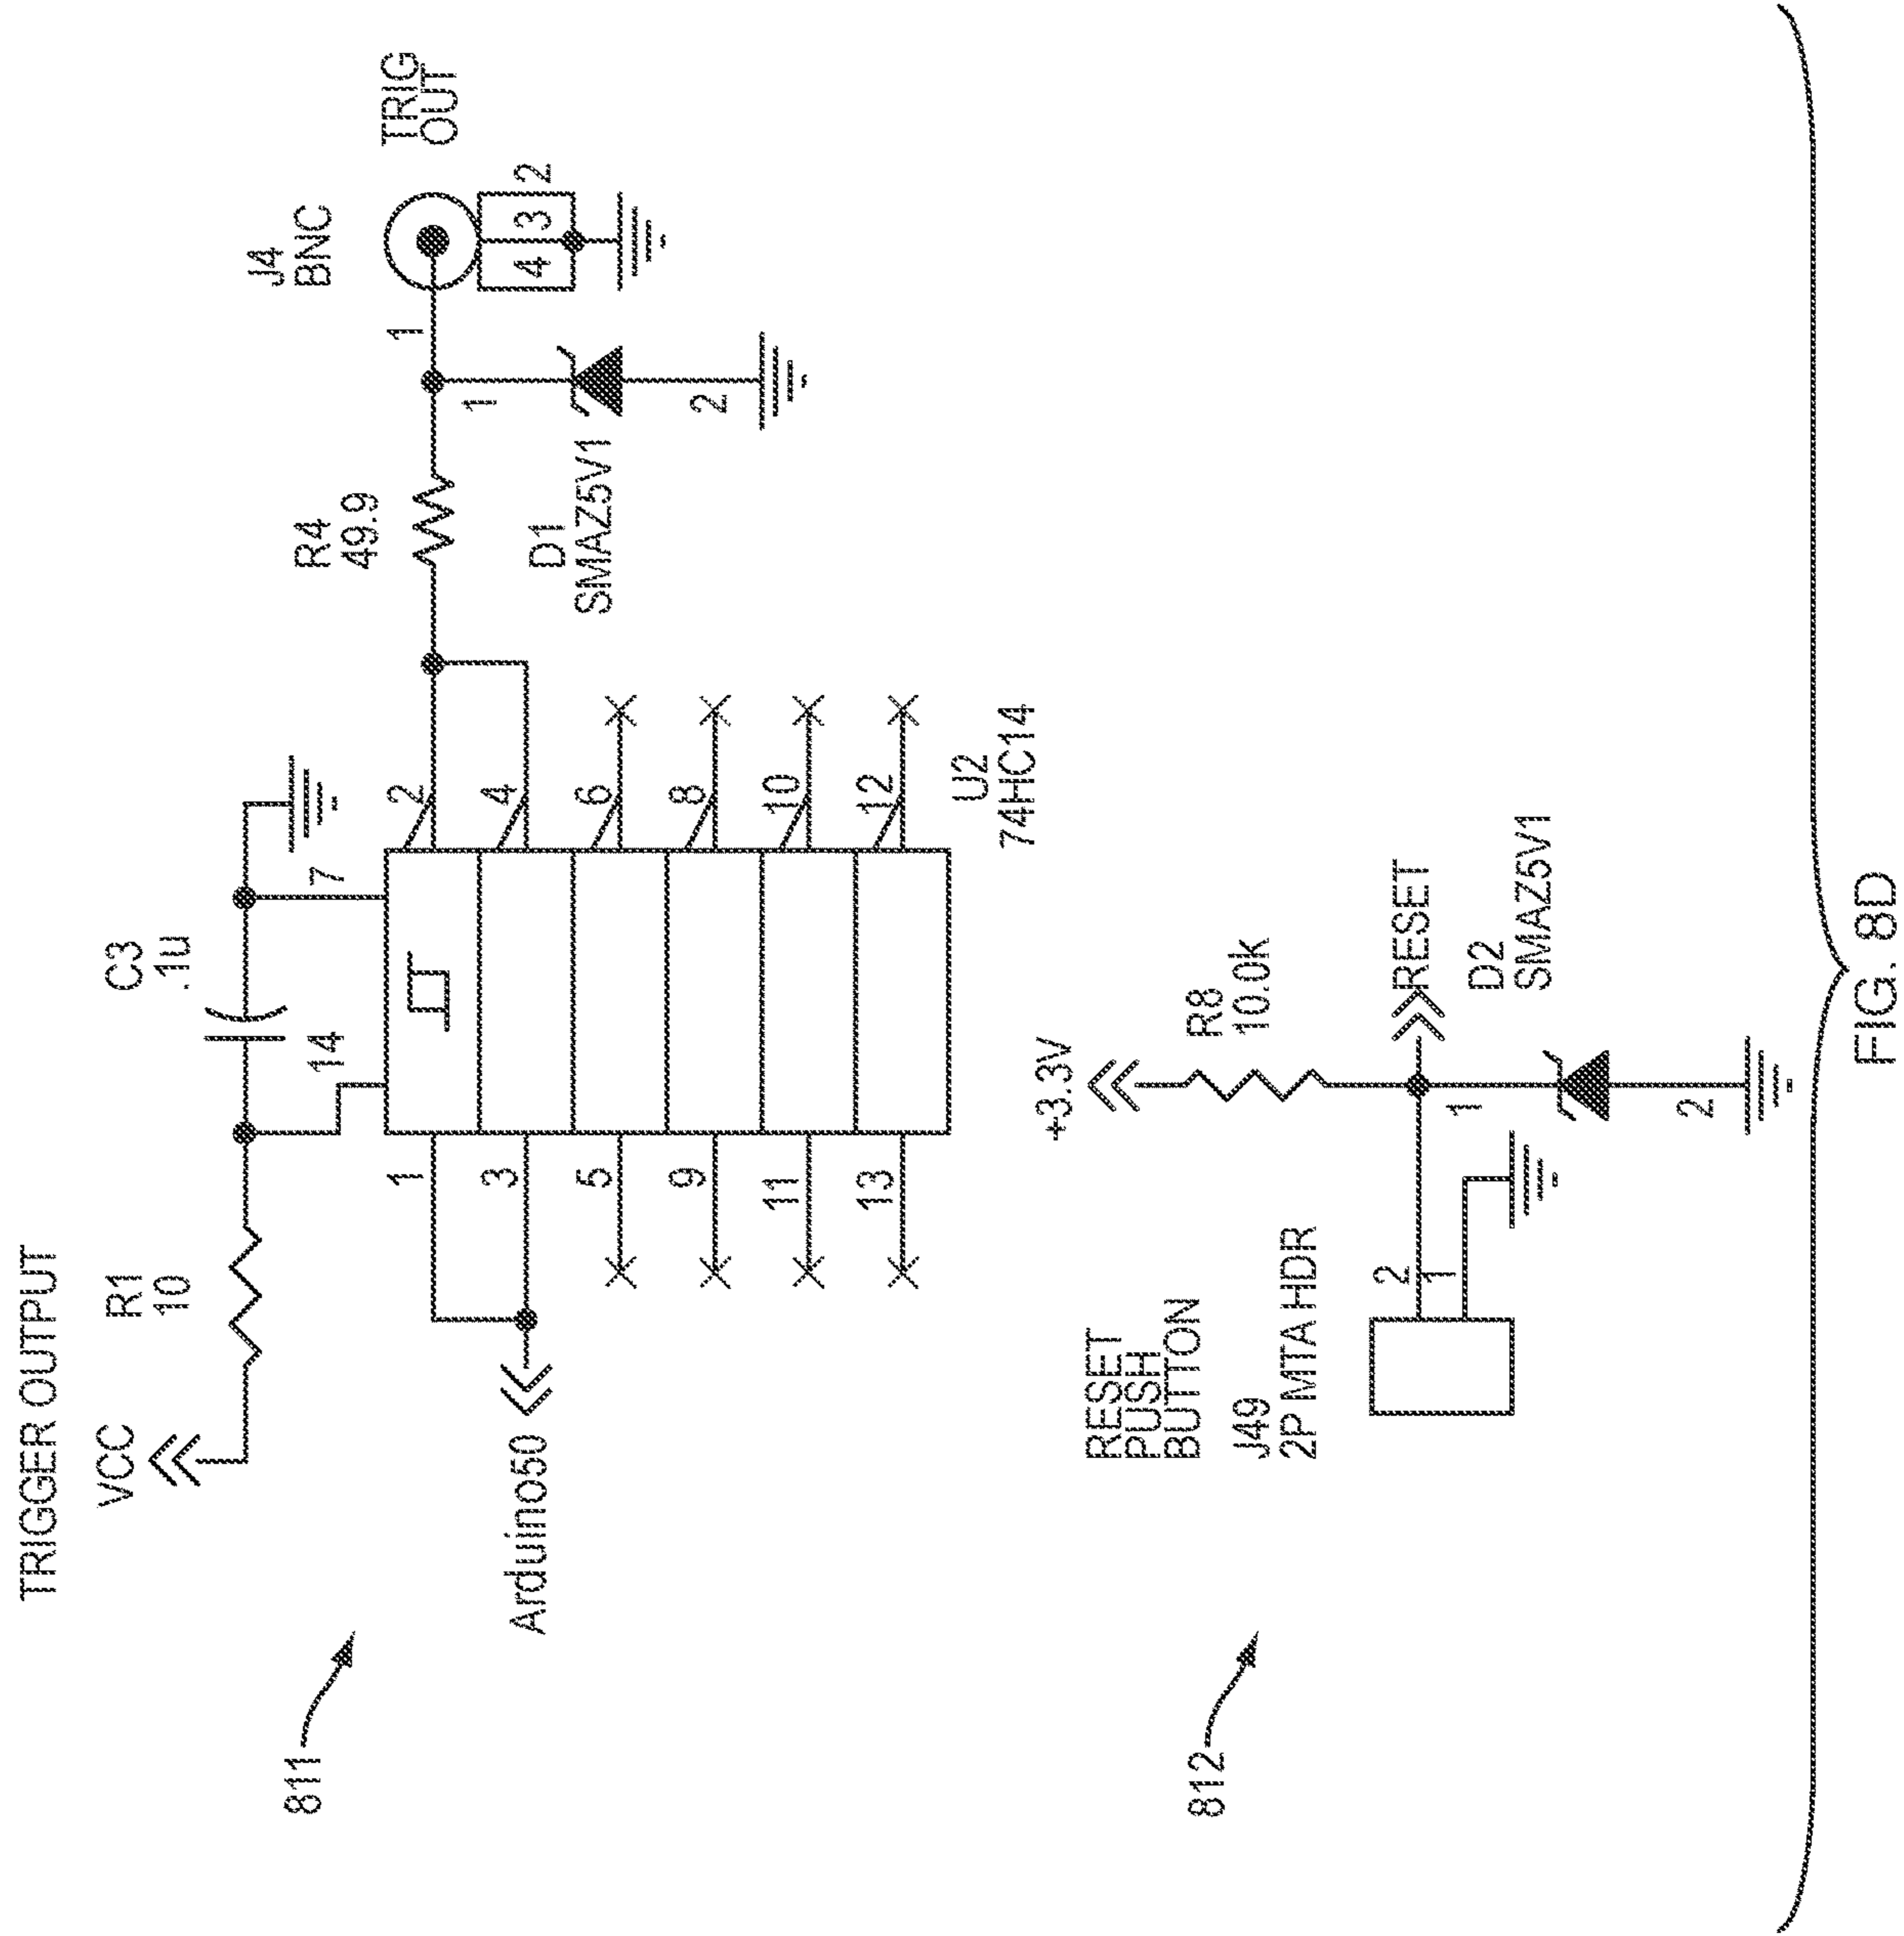 TRIGGER OUTPUT
VCC
R1
10
C3
.1u
14
7
811
Arduino50
1
3
5
9
11
13
2
4
6
8
10
12
U2
74HC14
R4
49.9
D1
SMAZ5V1
1
2
1
J4
BNC
4
3
2
TRIG
OUT
812
RESET
PUSH
BUTTON
J49
2P MTA HDR
2
1
+3.3V
R8
10.0k
RESET
1
2
D2
SMAZ5V1
FIG. 8D